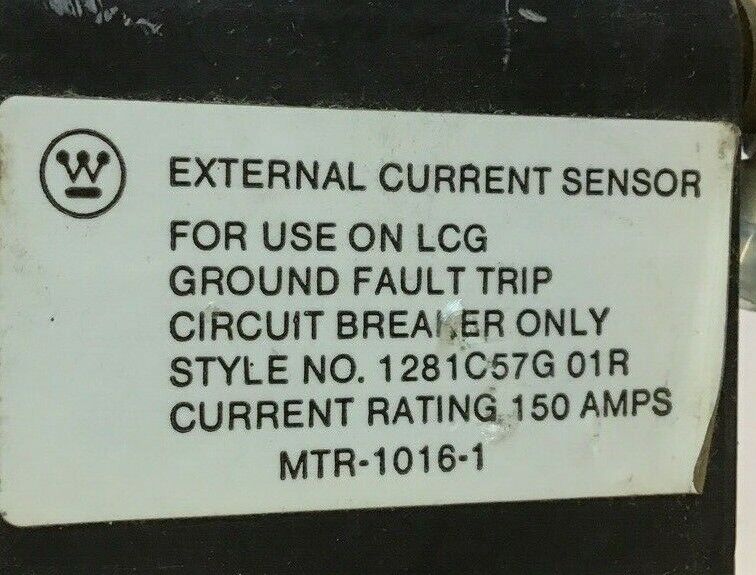 W
EXTERNAL CURRENT SENSOR
FOR USE ON LCG
GROUND FAULT TRIP
CIRCUIT BREAKER ONLY
STYLE NO. 1281C57G 01R
CURRENT RATING 150 AMPS
MTR-1016-1